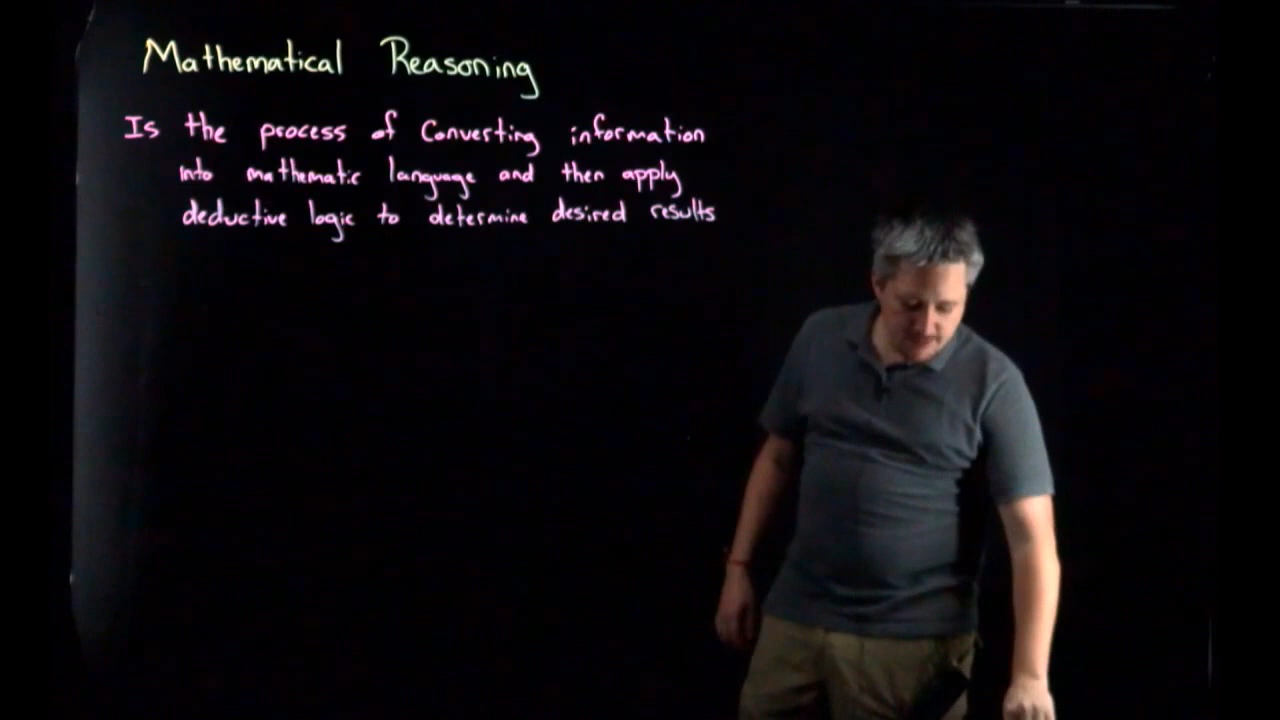 Mathematical Reasoning
Is the process of Converting information
into mathematic language and then apply
deductive logic to determine desired results